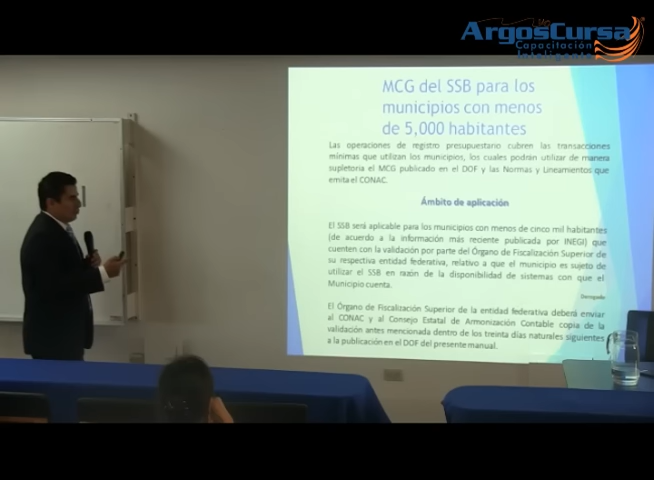 ArgosCursa
Capacitación
Inteligente
MCG del SSB para los
municipios con menos
de 5,000 habitantes
Las operaciones de registro presupuestario cubren las transacciones
mínimas que utilizan los municipios, los cuales podrán utilizar de manera
supletoria el MCG publicado en el DOF y las Normas y Lineamientos que
emita el CONAC.
Ámbito de aplicación
El SSB será aplicable para los municipios con menos de cinco mil habitantes
(de acuerdo a la información más reciente publicada por INEGI) que
cuenten con la validación por parte del Órgano de Fiscalización Superior de
su respectiva entidad federativa, relativo a que el municipio es sujeto de
utilizar el SSB en razón de la disponibilidad de sistemas con que el
Municipio cuenta.
Derogado
El Órgano de Fiscalización Superior de la entidad federativa deberá enviar
al CONAC y al Consejo Estatal de Armonización Contable copia de la
validación antes mencionada dentro de los treinta días naturales siguientes
a la publicación en el DOF del presente manual.